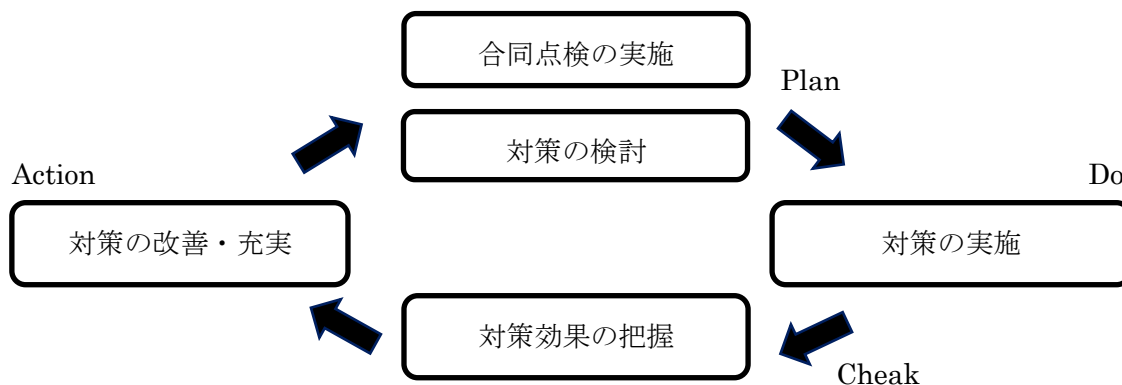 合同点検の実施
Plan
対策の検討
Action
Do
対策の改善・充実
対策の実施
対策効果の把握
Cheak